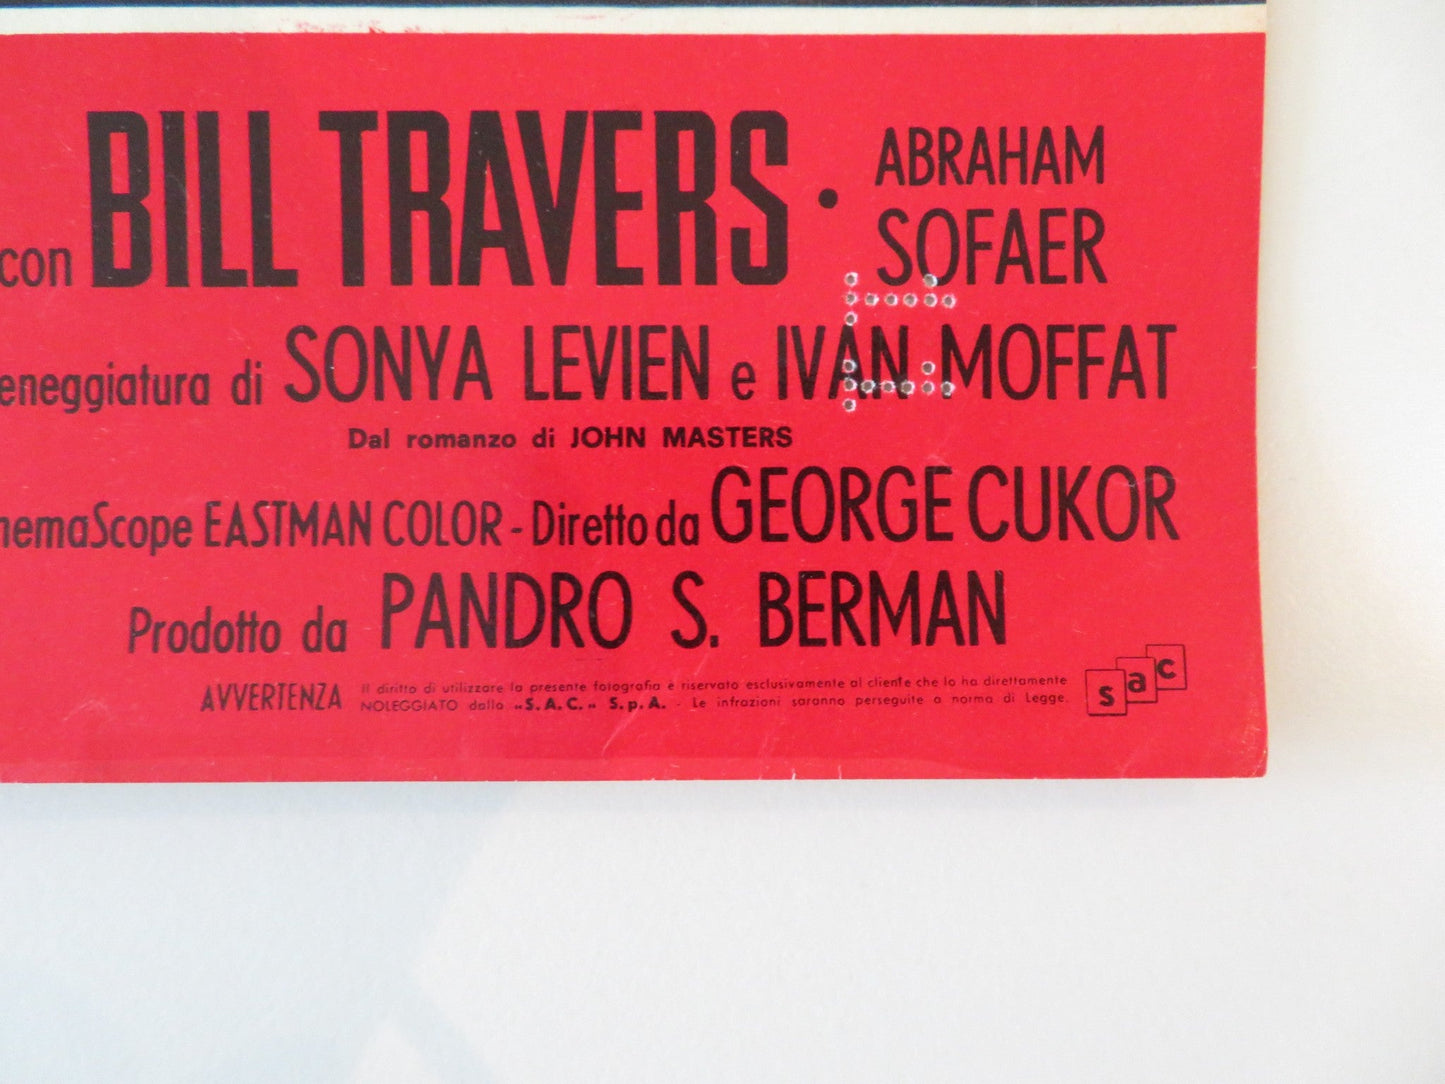 con BILL TRAVERS · ABRAHAM SOFAER
eneggiatura di SONYA LEVIEN e IVAN MOFFAT
Dal romanzo di JOHN MASTERS
nemaScope EASTMAN COLOR - Diretto da GEORGE CUKOR
Prodotto da PANDRO S. BERMAN
AVVERTENZA Il diritto di utilizzare la presente fotografia è riservato esclusivamente al cliente che lo ha direttamente
NOLEGGIATO dalla «S.A.C.» S.p.A. - Le infrazioni saranno perseguite a norma di Legge.
sac